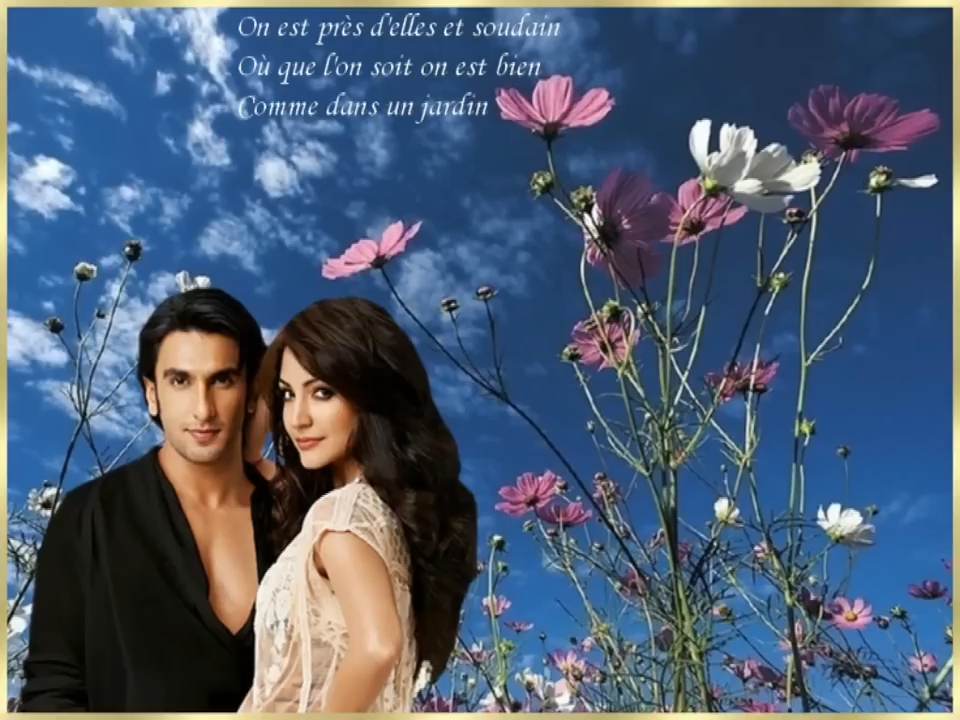 On est près d'elles et soudain
Où que l'on soit on est bien
Comme dans un jardin